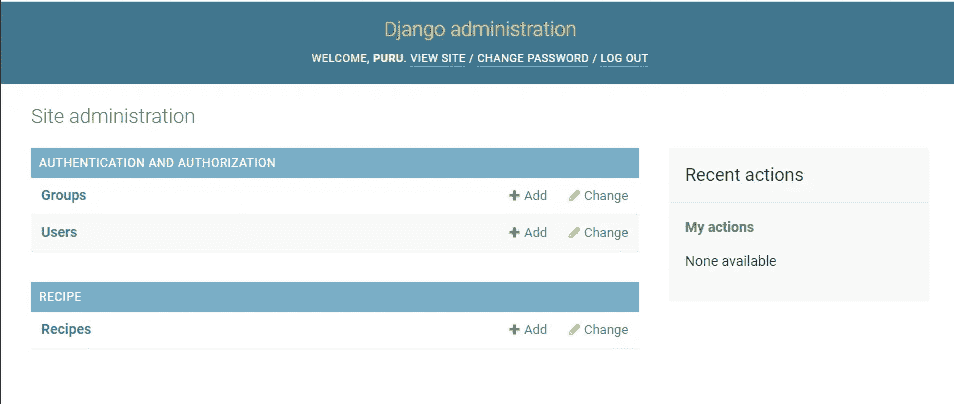 Django administration
WELCOME, PURU. VIEW SITE / CHANGE PASSWORD / LOG OUT
Site administration
AUTHENTICATION AND AUTHORIZATION
Groups Add Change
Users Add Change
RECIPE
Recipes Add Change
Recent actions
My actions
None available